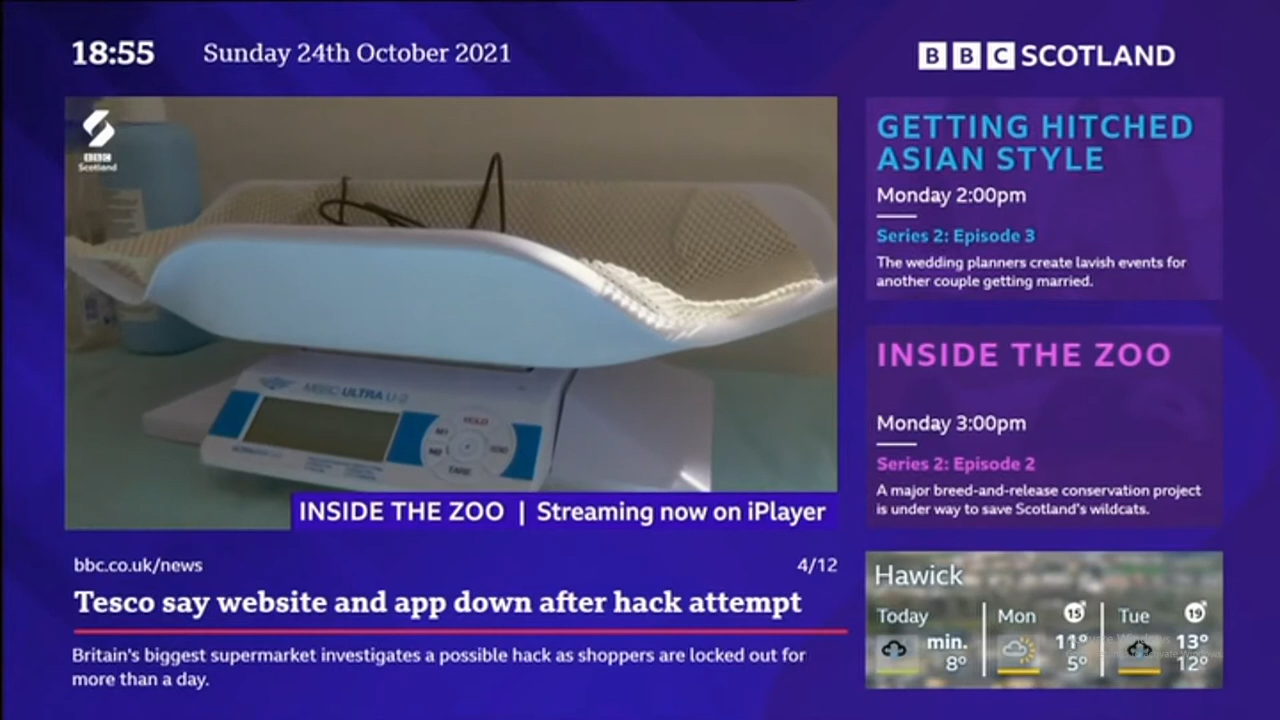 18:55
Sunday 24th October 2021
BBC SCOTLAND
BBC
Scotland
HOLD
TARE
INSIDE THE ZOO | Streaming now on iPlayer
bbc.co.uk/news
4/12
Tesco say website and app down after hack attempt
Britain's biggest supermarket investigates a possible hack as shoppers are locked out for
more than a day.
GETTING HITCHED
ASIAN STYLE
Monday 2:00pm
Series 2: Episode 3
The wedding planners create lavish events for
another couple getting married.
INSIDE THE ZOO
Monday 3:00pm
Series 2: Episode 2
A major breed-and-release conservation project
is under way to save Scotland's wildcats.
Hawick
Today
min.
8°
Mon
15
11°
5°
Tue
19
13°
12°